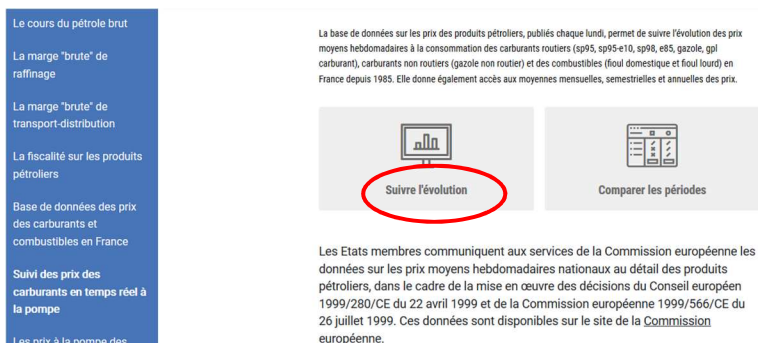 Le cours du pétrole brut
La marge "brute" de
raffinage
La marge "brute" de
transport-distribution
La fiscalité sur les produits
pétroliers
Base de données des prix
des carburants et
combustibles en France
Suivi des prix des
carburants en temps réel à
la pompe
Les prix à la pompe des
La base de données sur les prix des produits pétroliers, publiés chaque lundi, permet de suivre l'évolution des prix
moyens hebdomadaires à la consommation des carburants routiers (sp95, sp95-e10, sp98, e85, gazole, gpl
carburant), carburants non routiers (gazole non routier) et des combustibles (fioul domestique et fioul lourd) en
France depuis 1985. Elle donne également accès aux moyennes mensuelles, semestrielles et annuelles des prix.
Suivre l'évolution
Comparer les périodes
Les Etats membres communiquent aux services de la Commission européenne les
données sur les prix moyens hebdomadaires nationaux au détail des produits
pétroliers, dans le cadre de la mise en œuvre des décisions du Conseil européen
1999/280/CE du 22 avril 1999 et de la Commission européenne 1999/566/CE du
26 juillet 1999. Ces données sont disponibles sur le site de la Commission
européenne.